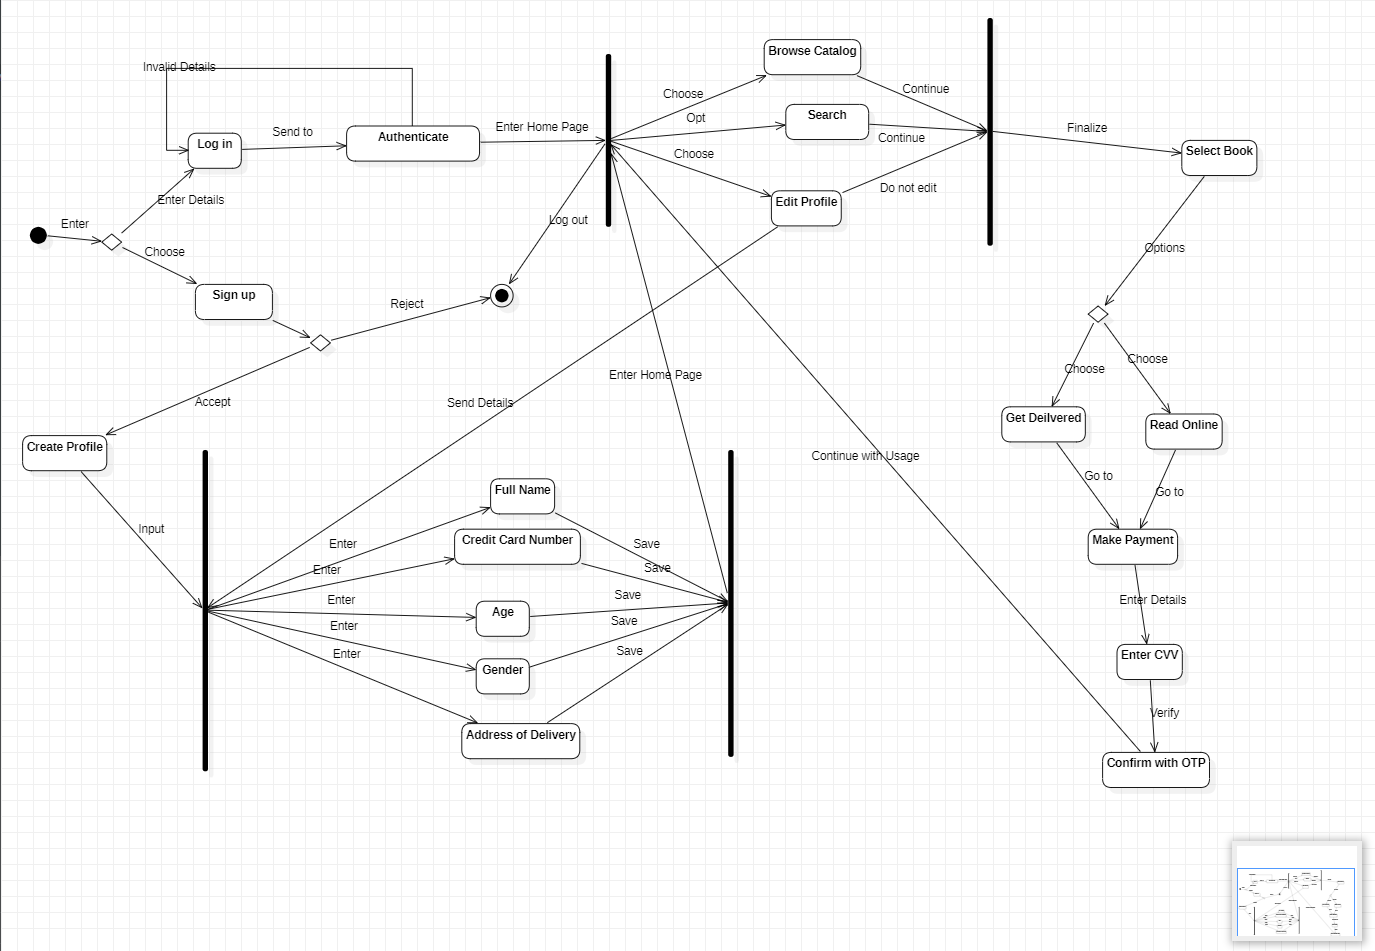 Browse Catalog
Invalid Details
Choose
Continue
Search
Opt
Enter Home Page
Send to
Authenticate
Log in
Finalize
Continue
Select Book
Choose
Do not edit
Enter Details
Edit Profile
Enter
Log out
Choose
Options
Sign up
Reject
Choose
Choose
Enter Home Page
Accept
Send Details
Get Deilvered
Read Online
Create Profile
Continue with Usage
Go to
Full Name
Go to
Input
Credit Card Number
Make Payment
Enter
Save
Enter
Save
Enter
Save
Enter Details
Age
Enter
Save
Enter
Save
Enter CVV
Gender
Verify
Address of Delivery
Confirm with OTP